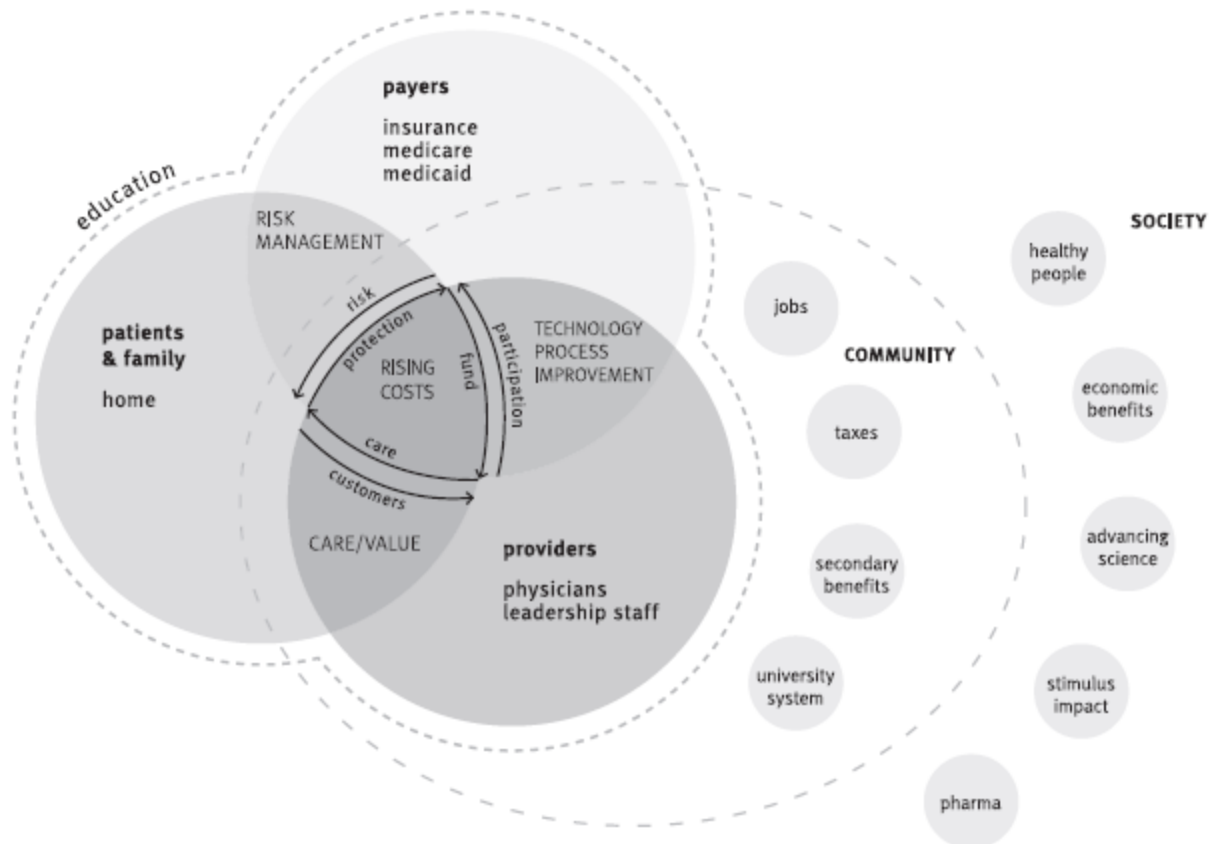 payers
insurance
medicare
medicaid
education
RISK
MANAGEMENT
patients
& family
home
risk
protection
RISING
COSTS
fund
participation
TECHNOLOGY
PROCESS
IMPROVEMENT
care
customers
CARE/VALUE
providers
physicians
leadership staff
jobs
COMMUNITY
taxes
secondary
benefits
university
system
SOCIETY
healthy
people
economic
benefits
advancing
science
stimulus
impact
pharma